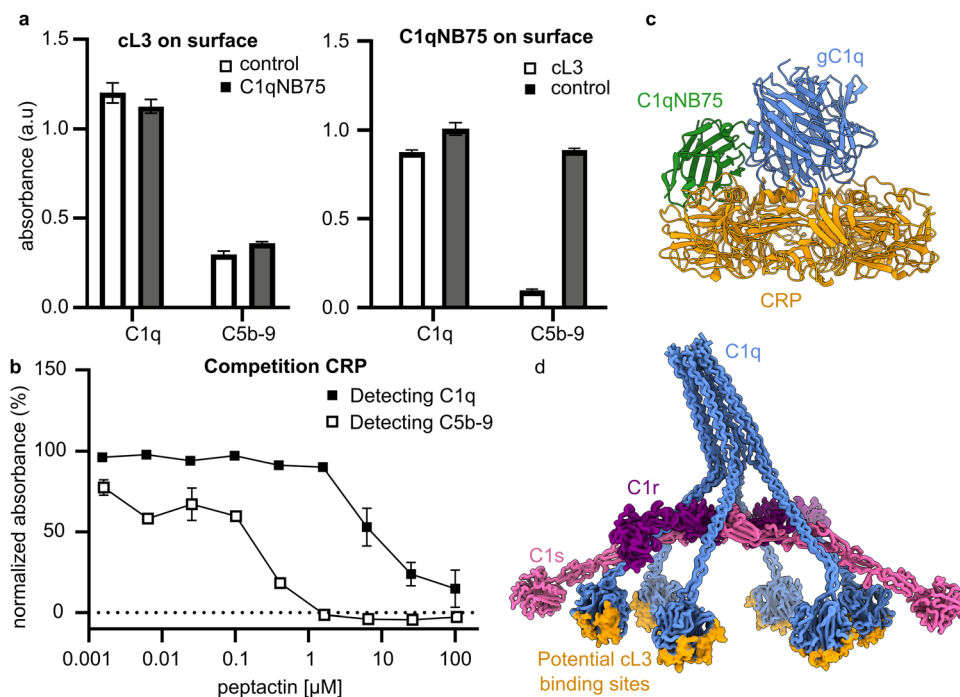 a
cL3 on surface
control
C1qNB75
absorbance (a.u)
1.5
1.0
0.5
0.0
C1q
C5b-9
C1qNB75 on surface
cL3
control
1.5
1.0
0.5
0.0
C1q
C5b-9
c
gC1q
C1qNB75
CRP
b
Competition CRP
Detecting C1q
Detecting C5b-9
normalized absorbance (%)
150
100
50
0
0.001
0.01
0.1
1
10
100
peptactin [µM]
d
C1q
C1r
C1s
Potential cL3
binding sites